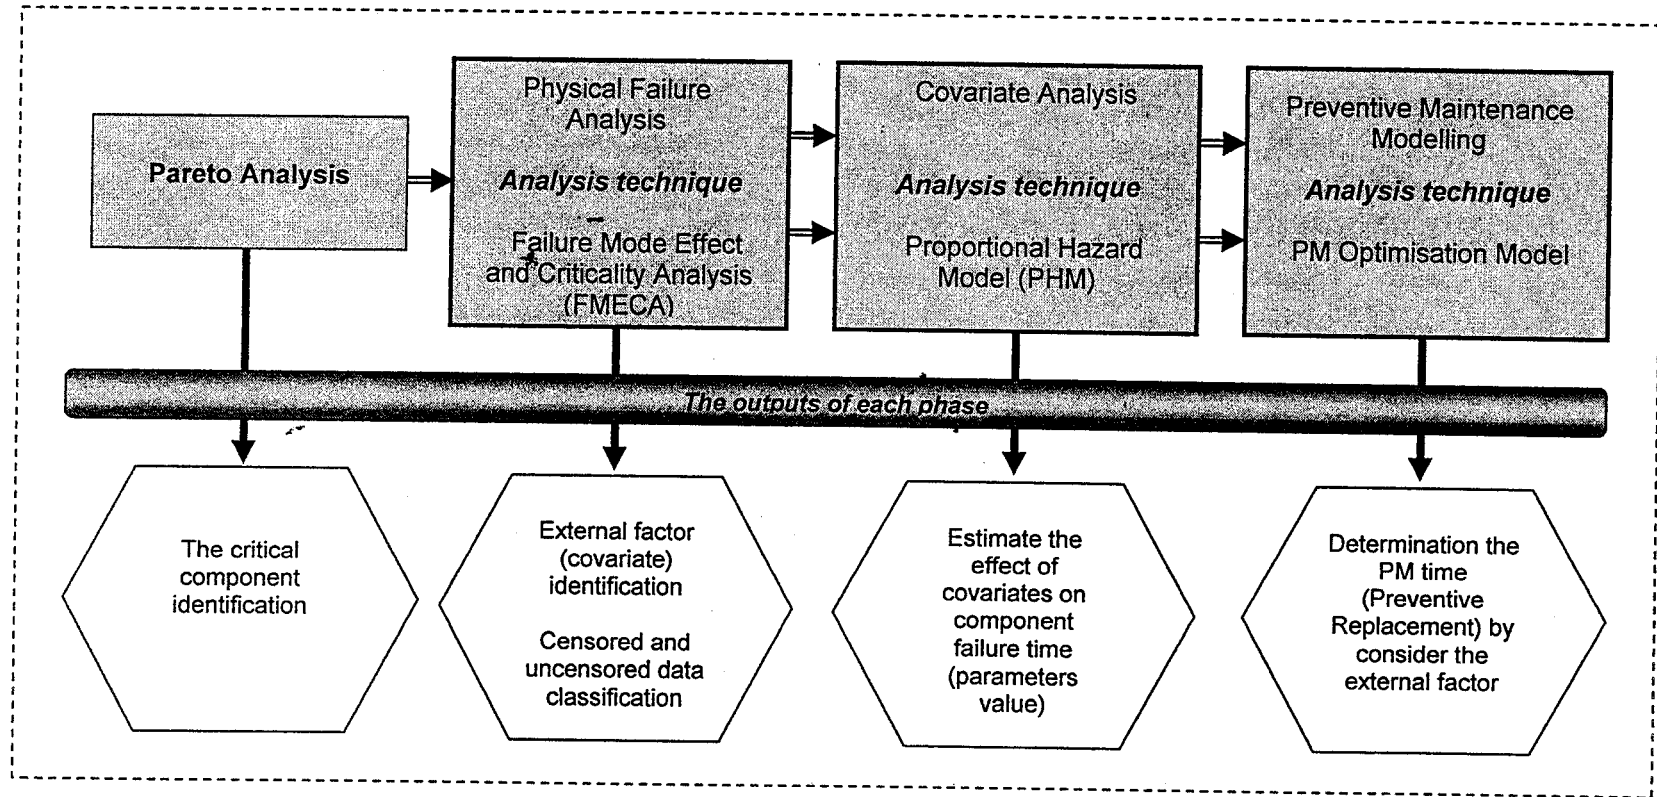 Pareto Analysis
Physical Failure
Analysis
Analysis technique
Failure Mode Effect
and Criticality Analysis
(FMECA)
Covariate Analysis
Analysis technique
Proportional Hazard
Model (PHM)
Preventive Maintenance
Modelling
Analysis technique
PM Optimisation Model
The outputs of each phase
The critical
component
identification
External factor
(covariate)
identification
Censored and
uncensored data
classification
Estimate the
effect of
covariates on
component
failure time
(parameters
value)
Determination the
PM time
(Preventive
Replacement) by
consider the
external factor